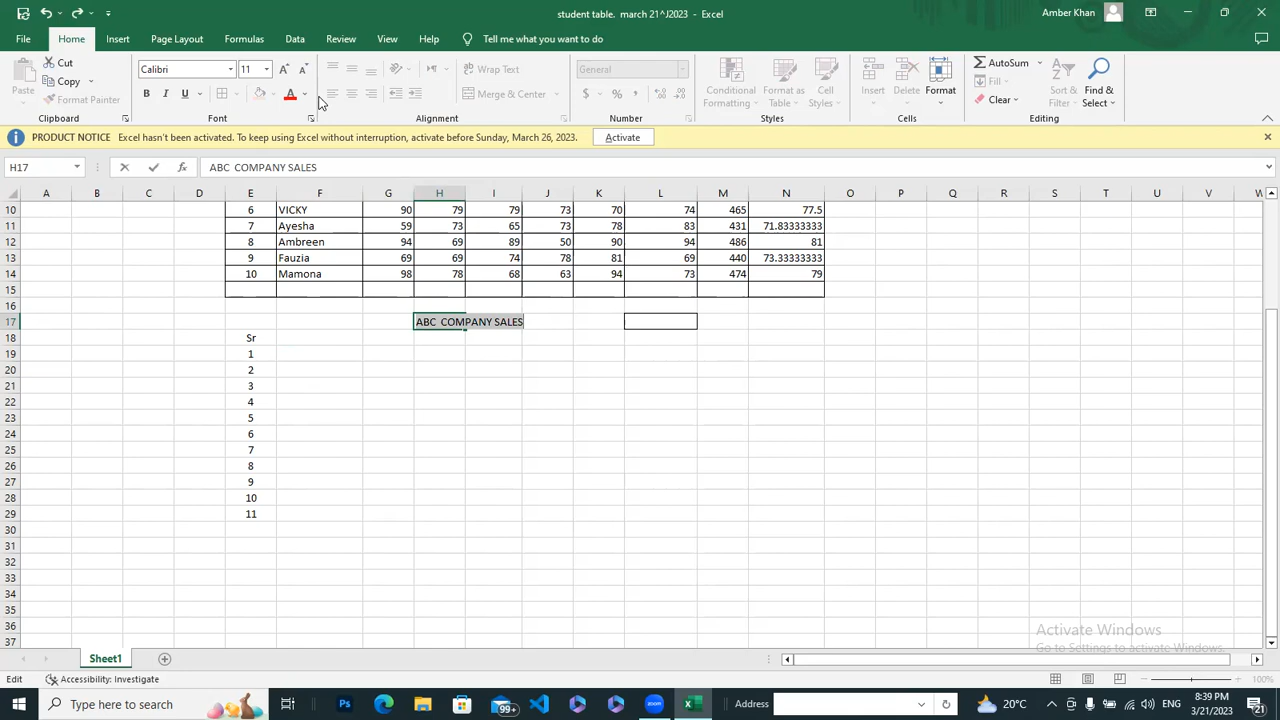 student table. march 21^J2023 - Excel
Amber Khan
File Home Insert Page Layout Formulas Data Review View Help Tell me what you want to do
Paste
Cut
Copy
Format Painter
Clipboard
Calibri 11
B I U
Font
Wrap Text
Merge & Center
Alignment
General
$ % ,
Number
Conditional Formatting
Format as Table
Cell Styles
Styles
Insert Delete Format
Cells
AutoSum
Fill
Clear
Sort & Filter
Find & Select
Editing
PRODUCT NOTICE Excel hasn't been activated. To keep using Excel without interruption, activate before Sunday, March 26, 2023. Activate
H17 fx ABC COMPANY SALES
A B C D E F G H I J K L M N O P Q R S T U V W
10 6 VICKY 90 79 79 73 70 74 465 77.5
11 7 Ayesha 59 73 65 73 78 83 431 71.83333333
12 8 Ambreen 94 69 89 50 90 94 486 81
13 9 Fauzia 69 69 74 78 81 69 440 73.33333333
14 10 Mamona 98 78 68 63 94 73 474 79
15
16
17 ABC COMPANY SALES
18 Sr
19 1
20 2
21 3
22 4
23 5
24 6
25 7
26 8
27 9
28 10
29 11
30
31
32
33
34
35
36
37
Activate Windows
Go to Settings to activate Windows.
Sheet1
Edit Accessibility: Investigate 100%
Type here to search
Ps
99+
Address
20°C
ENG
8:39 PM
3/21/2023
21